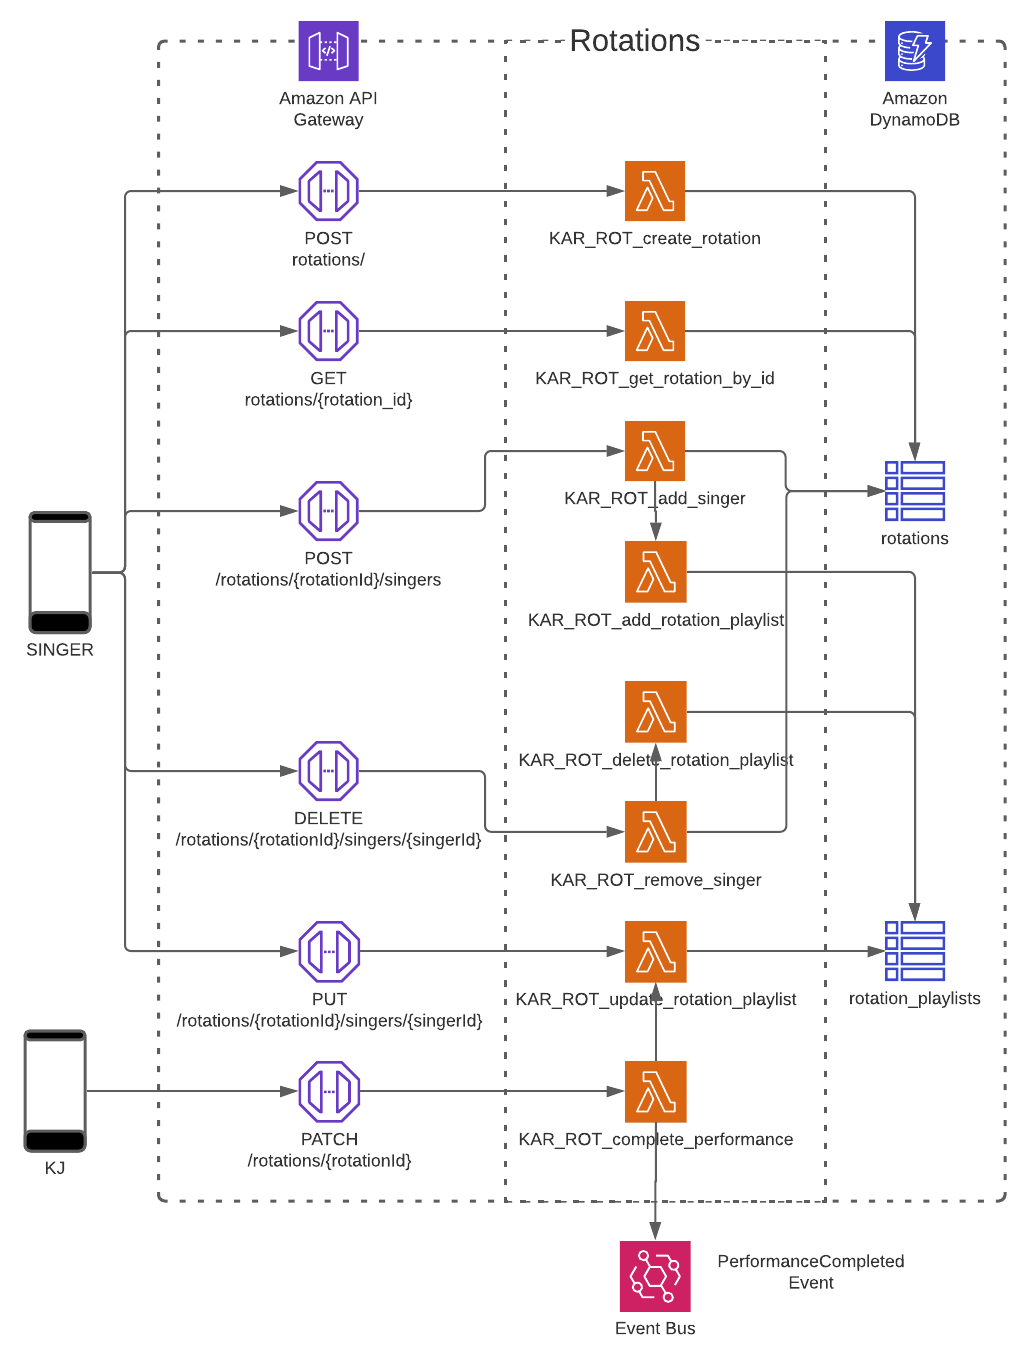 Rotations
Amazon API
Gateway
Amazon
DynamoDB
POST
rotations/
KAR_ROT_create_rotation
GET
rotations/{rotation_id}
KAR_ROT_get_rotation_by_id
KAR_ROT_add_singer
rotations
POST
/rotations/{rotationId}/singers
KAR_ROT_add_rotation_playlist
SINGER
KAR_ROT_delete_rotation_playlist
DELETE
/rotations/{rotationId}/singers/{singerId}
KAR_ROT_remove_singer
PUT
/rotations/{rotationId}/singers/{singerId}
KAR_ROT_update_rotation_playlist
rotation_playlists
KJ
PATCH
/rotations/{rotationId}
KAR_ROT_complete_performance
PerformanceCompleted
Event
Event Bus